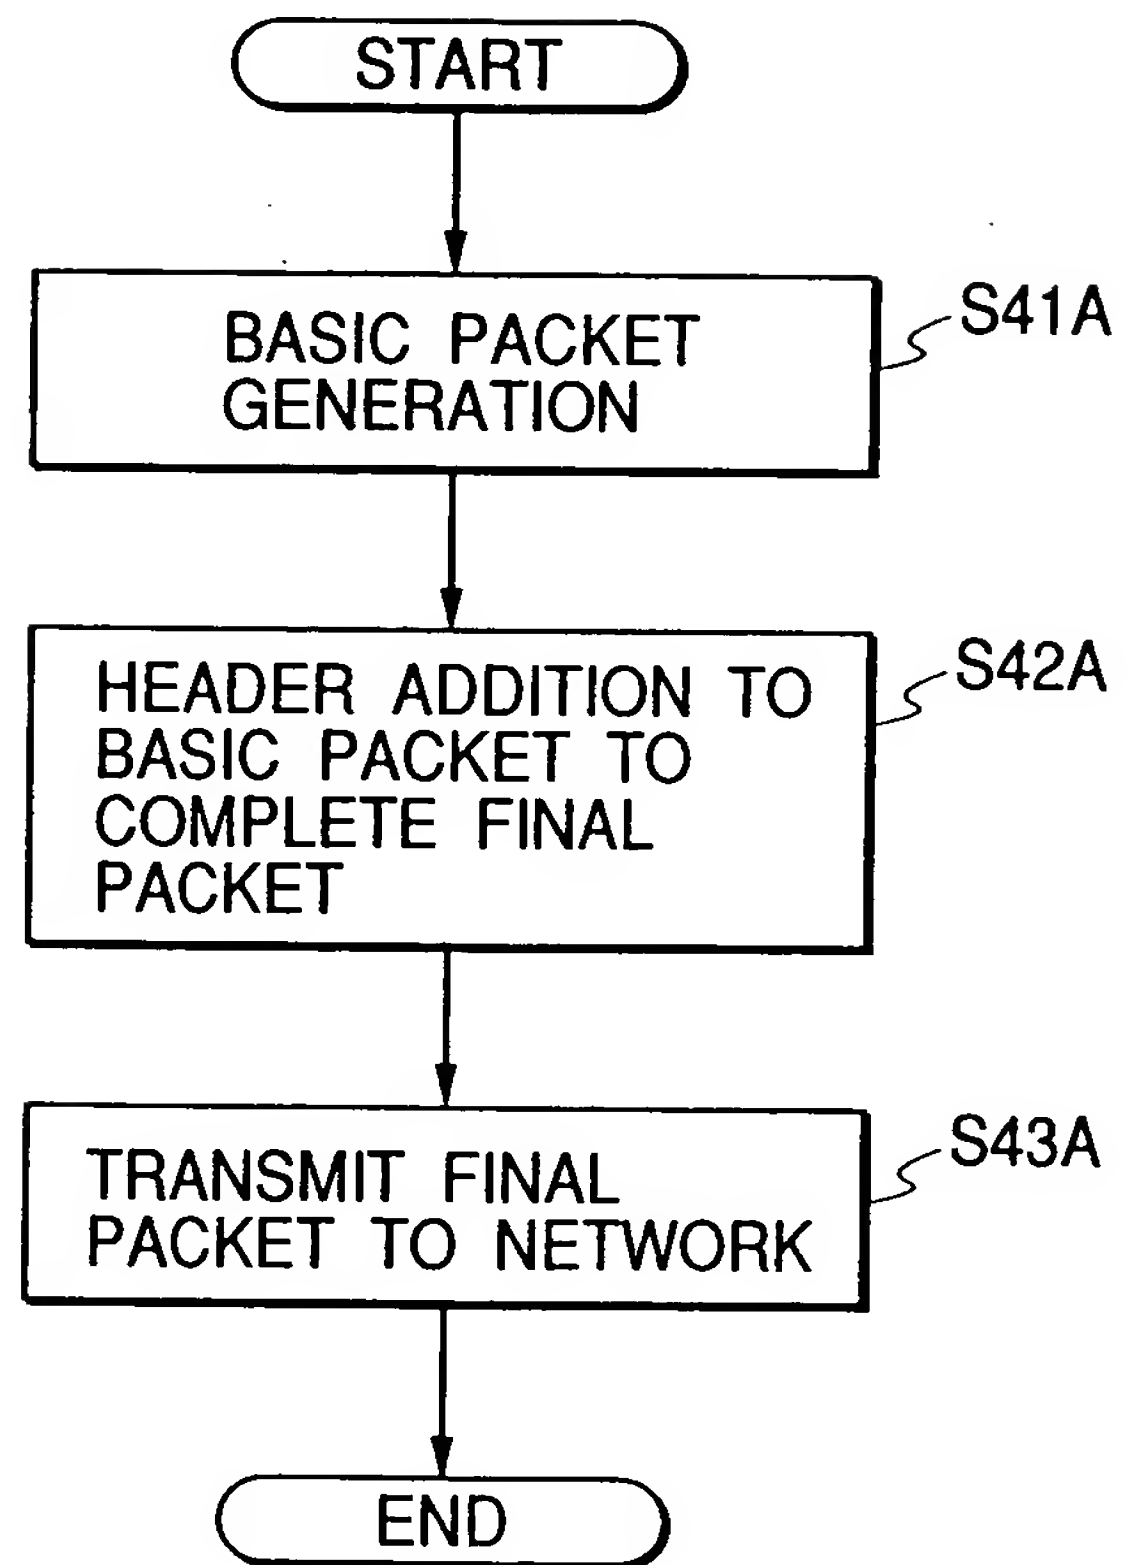 START
BASIC PACKET
GENERATION
S41A
HEADER ADDITION TO
BASIC PACKET TO
COMPLETE FINAL
PACKET
S42A
TRANSMIT FINAL
PACKET TO NETWORK
S43A
END